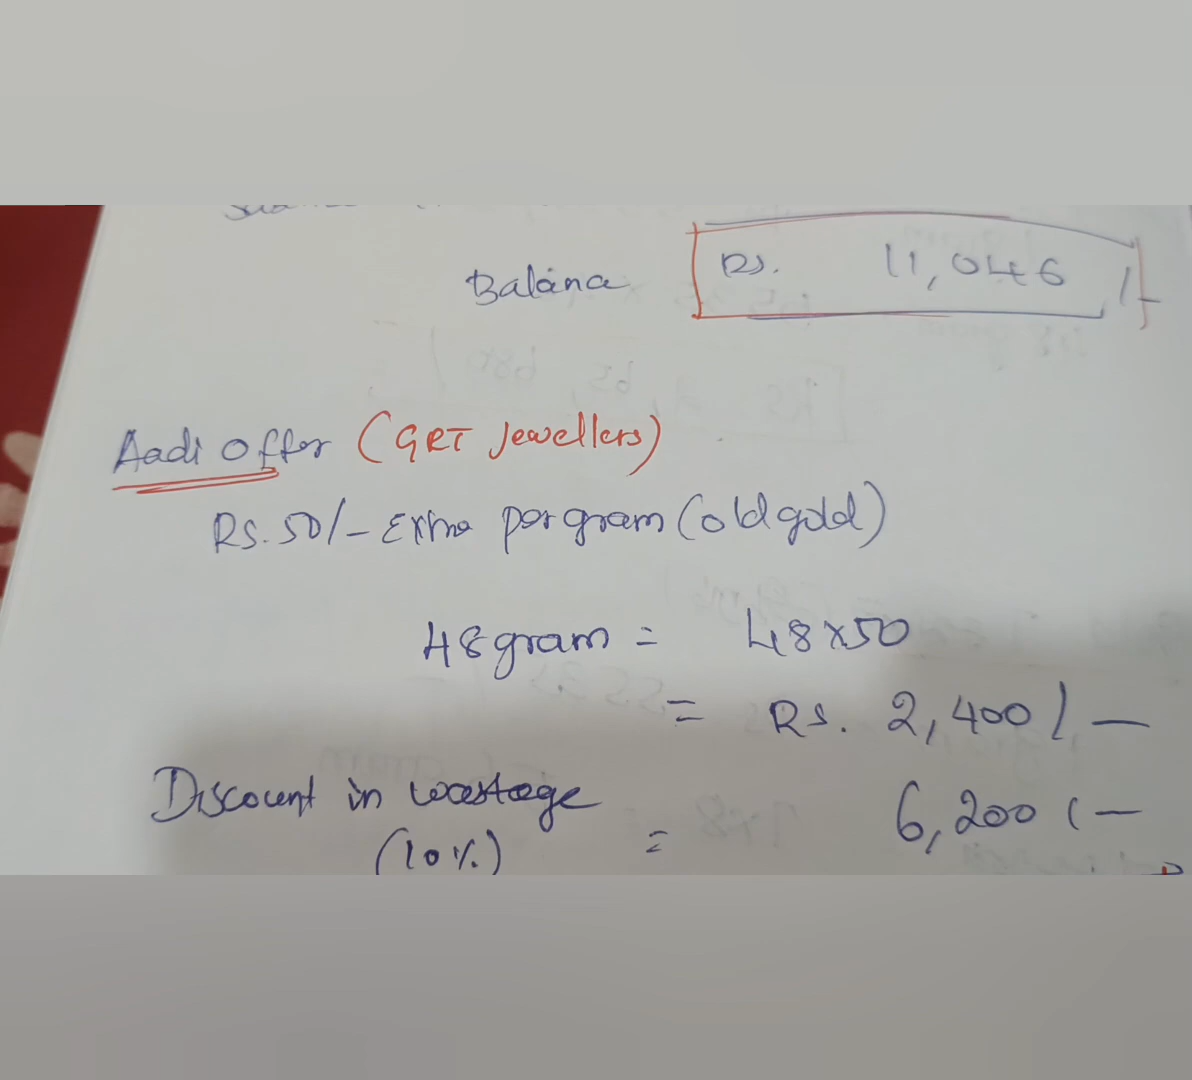 Balance Rs. 11,046/-
Aadi Offer (GRT Jewellers)
RS. 50/- Extra per gram (old gold)
48 gram = 48x50
= Rs. 2,400/-
Discount in wastage 6,200/-
(10%) =